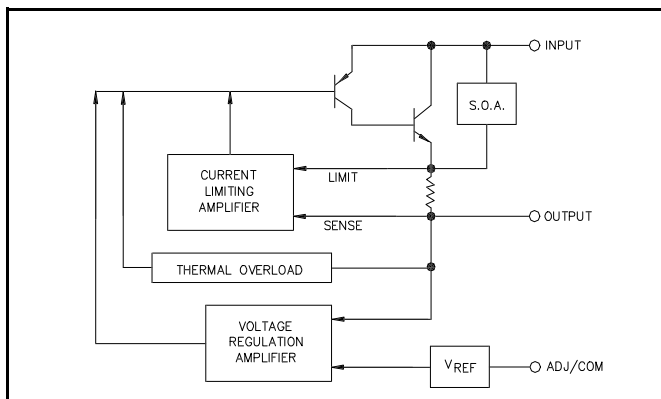 INPUT
S.O.A.
CURRENT
LIMITING
AMPLIFIER
LIMIT
SENSE
OUTPUT
THERMAL OVERLOAD
VOLTAGE
REGULATION
AMPLIFIER
VREF
ADJ/COM